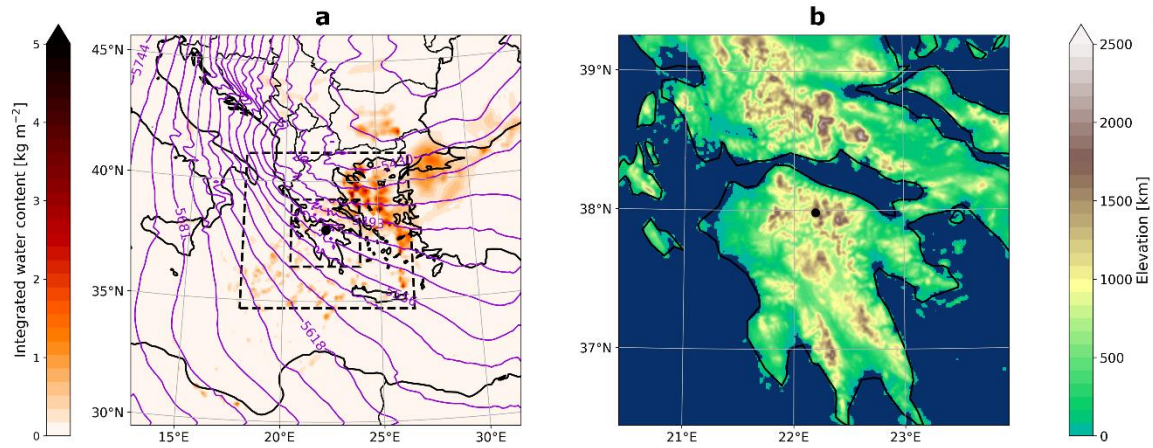 a
b
5
4
3
2
1
0
Integrated water content [kg m⁻²]
45°N
40°N
35°N
30°N
15°E
20°E
25°E
30°E
5744
5681
5618
39°N
38°N
37°N
21°E
22°E
23°E
2500
2000
1500
1000
500
0
Elevation [km]